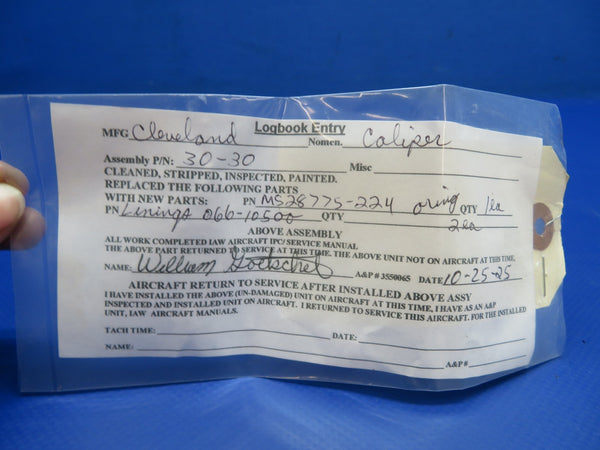 Logbook Entry
MFG Cleveland Nomen. Caliper
Assembly P/N: 30-30 Misc
CLEANED, STRIPPED, INSPECTED, PAINTED.
REPLACED THE FOLLOWING PARTS
WITH NEW PARTS: PN MS28775-224 oring QTY 1ea
PN Linings 066-10500 QTY 2ea
ABOVE ASSEMBLY
ALL WORK COMPLETED IAW AIRCRAFT IPC/ SERVICE MANUAL
THE ABOVE PART RETURNED TO SERVICE AT THIS TIME. THE ABOVE UNIT NOT ON AIRCRAFT AT THIS TIME,
NAME: William Goetschel A&P# 3550065 DATE 10-25-25
AIRCRAFT RETURN TO SERVICE AFTER INSTALLED ABOVE ASSY
I HAVE INSTALLED THE ABOVE (UN-DAMAGED) UNIT ON AIRCRAFT AT THIS TIME, I HAVE AS AN A&P
INSPECTED AND INSTALLED UNIT ON AIRCRAFT. I RETURNED TO SERVICE THIS AIRCRAFT. FOR THE INSTALLED
UNIT, IAW AIRCRAFT MANUALS.
TACH TIME: DATE:
NAME: A&P#